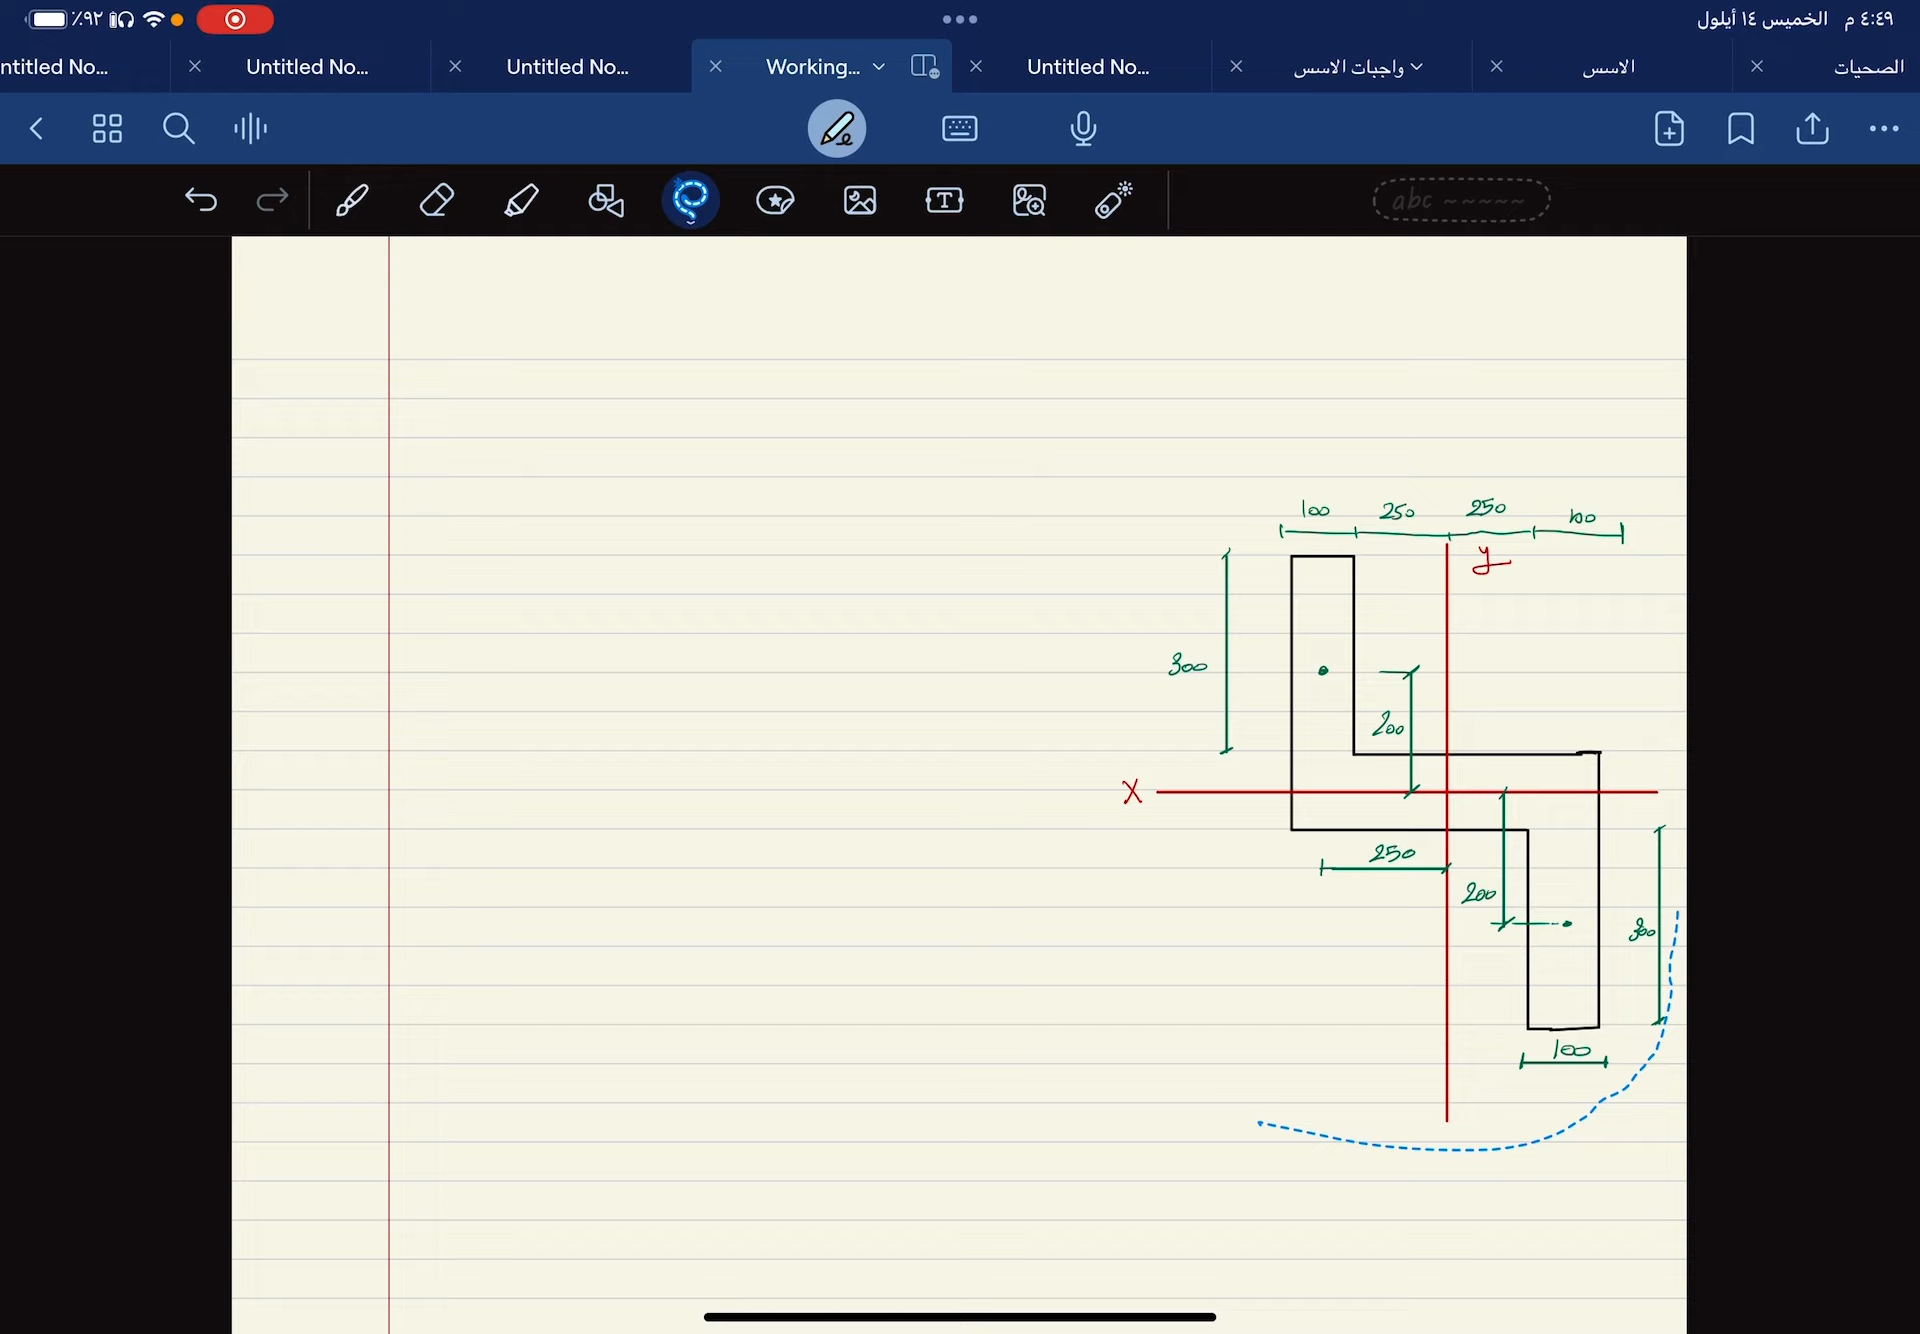 ٪٩٢
٤:٤٩ م الخميس ١٤ أيلول
ntitled No...
Untitled No...
Untitled No...
Working...
Untitled No...
واجبات الاسس
الاسس
الصحيات
abc
100 250 250 100
y
300
200
X
250
200
300
100